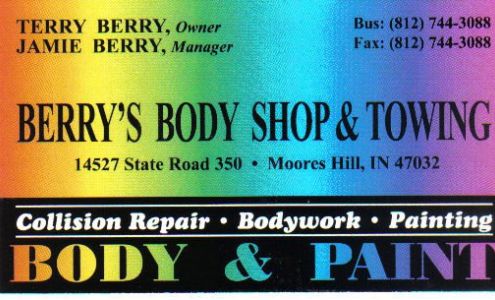 TERRY BERRY, Owner Bus: (812) 744-3088
JAMIE BERRY, Manager Fax: (812) 744-3088
BERRY'S BODY SHOP & TOWING
14527 State Road 350 • Moores Hill, IN 47032
Collision Repair • Bodywork • Painting
BODY & PAINT